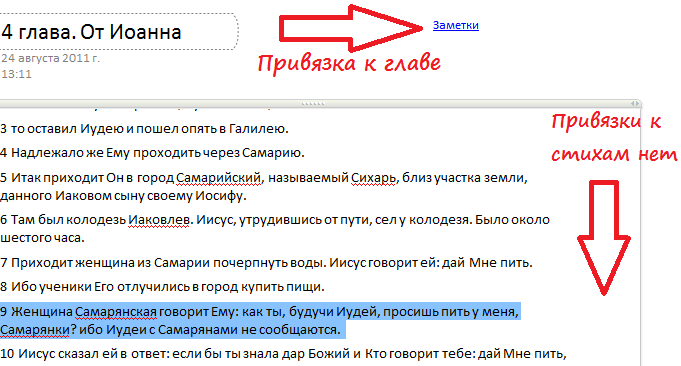 4 глава. От Иоанна
Заметки
24 августа 2011 г.
13:11
Привязка к главе
Привязки к
стихам нет
3 то оставил Иудею и пошел опять в Галилею.
4 Надлежало же Ему проходить через Самарию.
5 Итак приходит Он в город Самарийский, называемый Сихарь, близ участка земли,
данного Иаковом сыну своему Иосифу.
6 Там был колодезь Иаковлев. Иисус, утрудившись от пути, сел у колодезя. Было около
шестого часа.
7 Приходит женщина из Самарии почерпнуть воды. Иисус говорит ей: дай Мне пить.
8 Ибо ученики Его отлучились в город купить пищи.
9 Женщина Самарянская говорит Ему: как ты, будучи Иудей, просишь пить у меня,
Самарянки? ибо Иудеи с Самарянами не сообщаются.
10 Иисус сказал ей в ответ: если бы ты знала дар Божий и Кто говорит тебе: дай Мне пить,